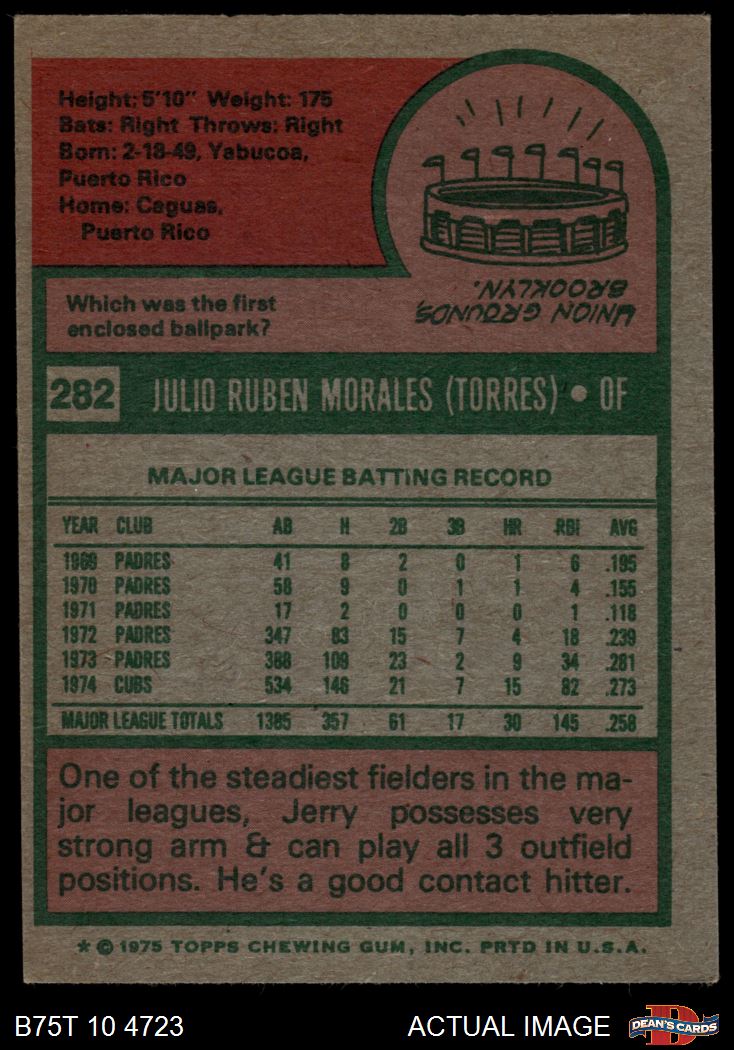 Height: 5'10" Weight: 175
Bats: Right Throws: Right
Born: 2-18-49, Yabucoa,
Puerto Rico
Home: Caguas,
Puerto Rico
Which was the first
enclosed ballpark?
UNION GROUNDS,
BROOKLYN.
282 JULIO RUBEN MORALES (TORRES) • OF
MAJOR LEAGUE BATTING RECORD
YEAR CLUB AB H 2B 3B HR RBI AVG
1969 PADRES 41 8 2 0 1 6 .195
1970 PADRES 58 9 0 1 1 4 .155
1971 PADRES 17 2 0 0 0 1 .118
1972 PADRES 347 83 15 7 4 18 .239
1973 PADRES 388 109 23 2 9 34 .281
1974 CUBS 534 146 21 7 15 82 .273
MAJOR LEAGUE TOTALS 1385 357 61 17 30 145 .258
One of the steadiest fielders in the ma-
jor leagues, Jerry possesses very
strong arm & can play all 3 outfield
positions. He's a good contact hitter.
* © 1975 TOPPS CHEWING GUM, INC. PRTD IN U.S.A.
B75T 10 4723 ACTUAL IMAGE DEAN'S CARDS